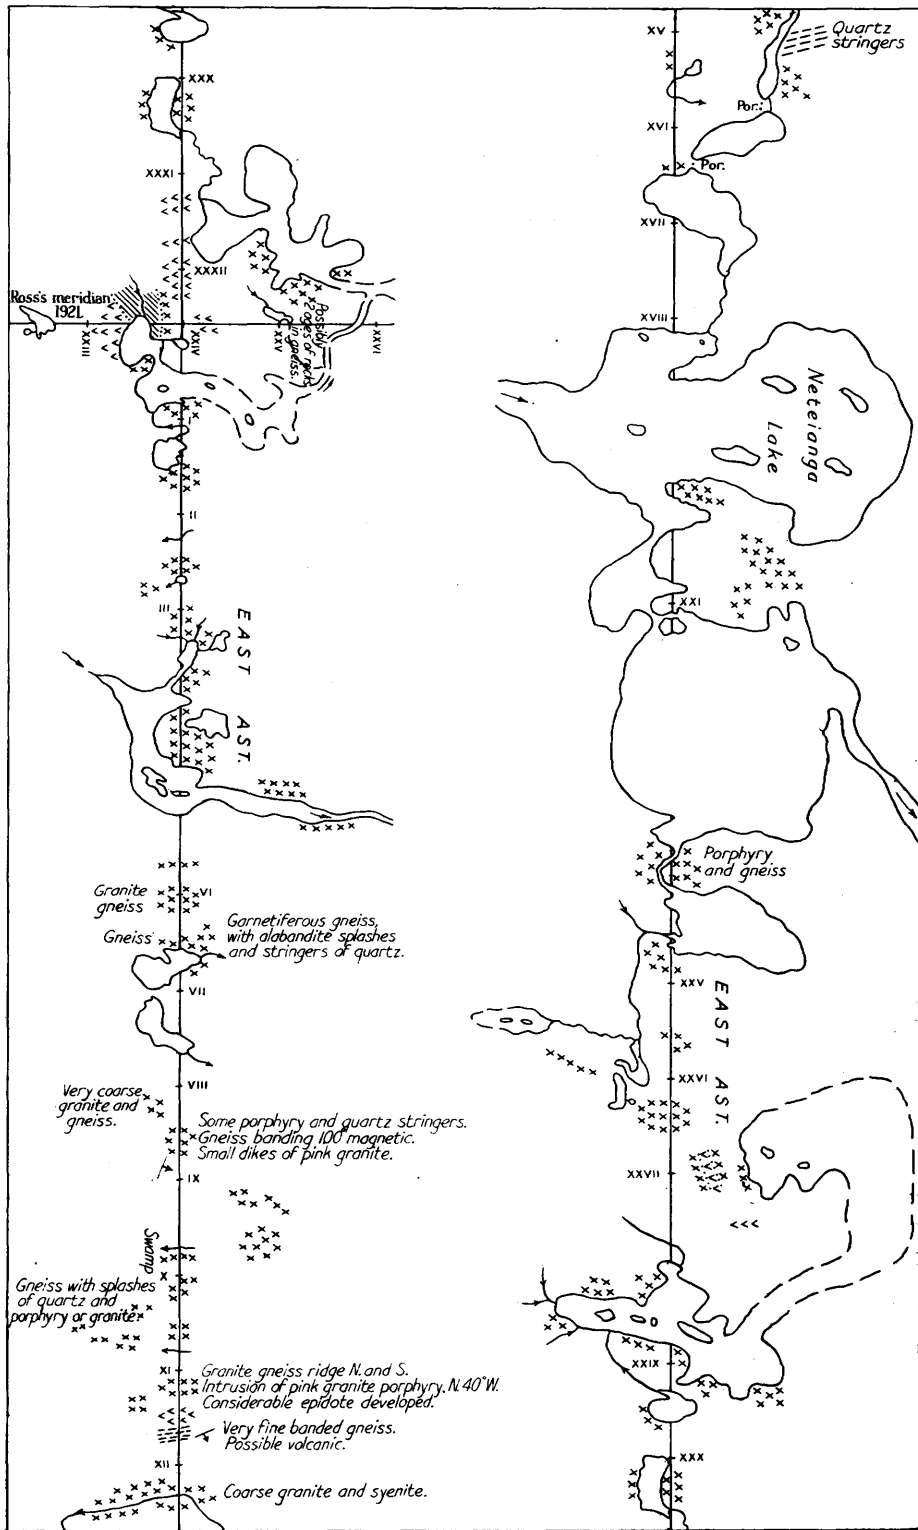 XXX
XXXI
XXXII
Ross's meridian
1921.
XXIII
XXIV
XXV
XXVI
Possibly
2 ages of rocks
in gneiss.
I
II
III
EAST AST.
VI
Granite
gneiss
Gneiss
Garnetiferous gneiss,
with alabandite splashes
and stringers of quartz.
VII
VIII
Very coarse
granite and
gneiss.
Some porphyry and quartz stringers.
Gneiss banding 100° magnetic.
Small dikes of pink granite.
IX
Swamp
Gneiss with splashes
of quartz and
porphyry or granite.
XI
Granite gneiss ridge N. and S.
Intrusion of pink granite porphyry, N. 40° W.
Considerable epidote developed.
Very fine banded gneiss.
Possible volcanic.
XII
Coarse granite and syenite.
XV
Quartz
stringers
Por.
XVI
Por.
XVII
XVIII
Neteianga
Lake
XXI
Porphyry
and gneiss
XXV
EAST AST.
XXVI
XXVII
XXIX
XXX